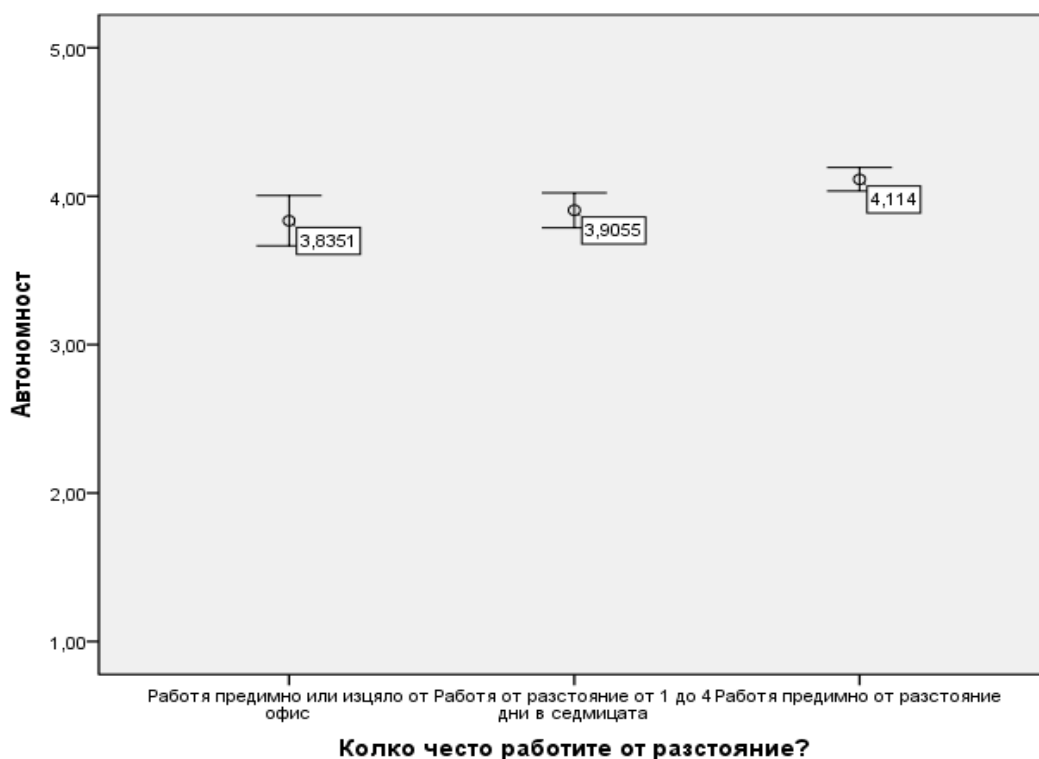 5,00
4,00
3,00
2,00
1,00
Автономност
3,8351
3,9055
4,114
Работя предимно или изцяло от
офис
Работя от разстояние от 1 до 4
дни в седмицата
Работя предимно от разстояние
Колко често работите от разстояние?